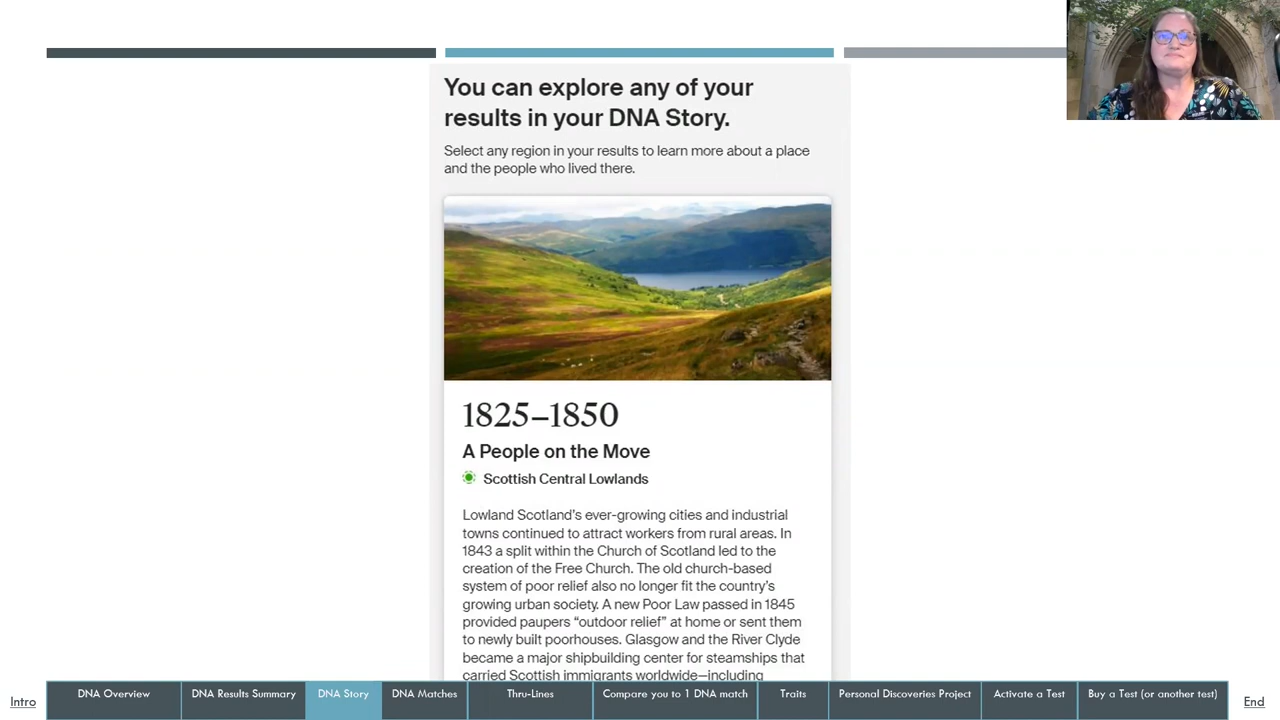 You can explore any of your
results in your DNA Story.
Select any region in your results to learn more about a place
and the people who lived there.
1825–1850
A People on the Move
Scottish Central Lowlands
Lowland Scotland's ever-growing cities and industrial
towns continued to attract workers from rural areas. In
1843 a split within the Church of Scotland led to the
creation of the Free Church. The old church-based
system of poor relief also no longer fit the country's
growing urban society. A new Poor Law passed in 1845
provided paupers “outdoor relief” at home or sent them
to newly built poorhouses. Glasgow and the River Clyde
became a major shipbuilding center for steamships that
carried Scottish immigrants worldwide—including
Intro
DNA Overview
DNA Results Summary
DNA Story
DNA Matches
Thru-Lines
Compare you to 1 DNA match
Traits
Personal Discoveries Project
Activate a Test
Buy a Test (or another test)
End